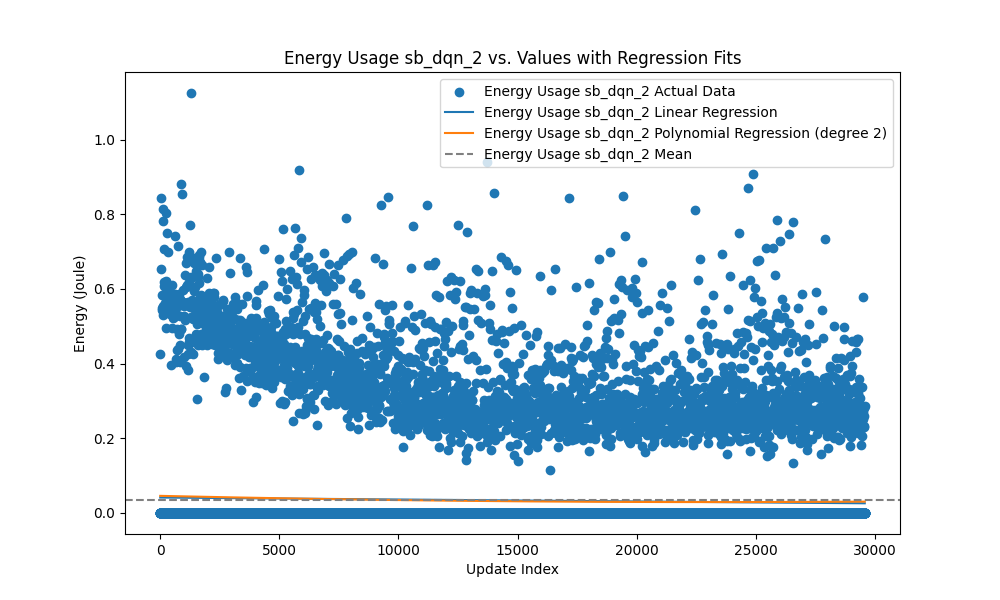 Energy Usage sb_dqn_2 vs. Values with Regression Fits
Energy Usage sb_dqn_2 Actual Data
Energy Usage sb_dqn_2 Linear Regression
Energy Usage sb_dqn_2 Polynomial Regression (degree 2)
Energy Usage sb_dqn_2 Mean
Energy (Joule)
1.0
0.8
0.6
0.4
0.2
0.0
0
5000
10000
15000
20000
25000
30000
Update Index